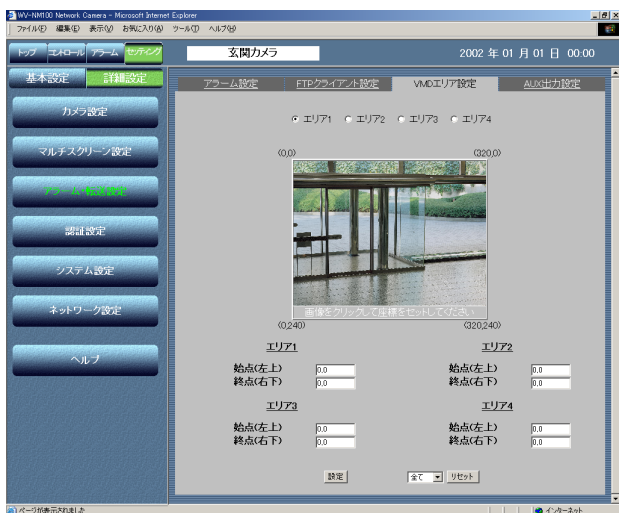 WV-NM100 Network Camera - Microsoft Internet Explorer
ファイル(F) 編集(E) 表示(V) お気に入り(A) ツール(T) ヘルプ(H)
トップ コントロール アラーム セッティング 玄関カメラ 2002 年 01 月 01 日 00:00
基本設定 詳細設定
アラーム設定 FTPクライアント設定 VMDエリア設定 AUX出力設定
カメラ設定
マルチスクリーン設定
アラーム・転送設定
認証設定
システム設定
ネットワーク設定
ヘルプ
エリア1 エリア2 エリア3 エリア4
(0,0) (320,0)
画像をクリックして座標をセットしてください
(0,240) (320,240)
エリア1 エリア2
始点(左上) 0.0 始点(左上) 0.0
終点(右下) 0.0 終点(右下) 0.0
エリア3 エリア4
始点(左上) 0.0 始点(左上) 0.0
終点(右下) 0.0 終点(右下) 0.0
設定 全て リセット
ページが表示されました インターネット